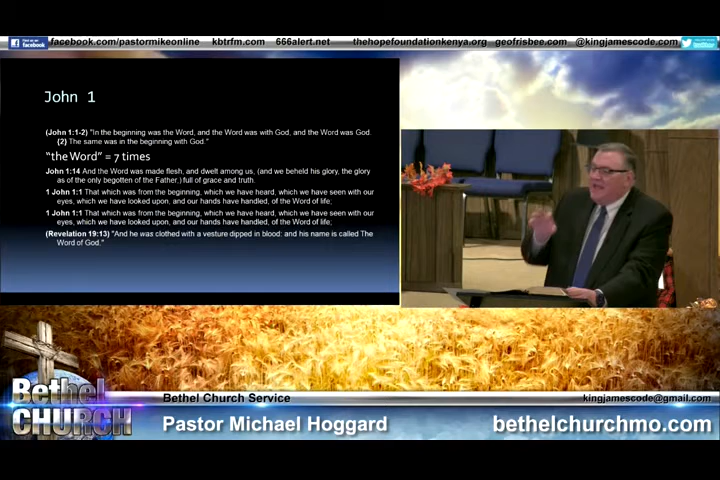 Find us on
facebook
facebook.com/pastormikeonline kbtrfm.com 666alert.net thehopefoundationkenya.org geofrisbee.com @kingjamescode.com
John 1
(John 1:1-2) "In the beginning was the Word, and the Word was with God, and the Word was God.
(2) The same was in the beginning with God."
"the Word" = 7 times
John 1:14 And the Word was made flesh, and dwelt among us, (and we beheld his glory, the glory
as of the only begotten of the Father,) full of grace and truth.
1 John 1:1 That which was from the beginning, which we have heard, which we have seen with our
eyes, which we have looked upon, and our hands have handled, of the Word of life;
1 John 1:1 That which was from the beginning, which we have heard, which we have seen with our
eyes, which we have looked upon, and our hands have handled, of the Word of life;
(Revelation 19:13) "And he was clothed with a vesture dipped in blood: and his name is called The
Word of God."
Bethel
CHURCH
Bethel Church Service
kingjamescode@gmail.com
Pastor Michael Hoggard
bethelchurchmo.com